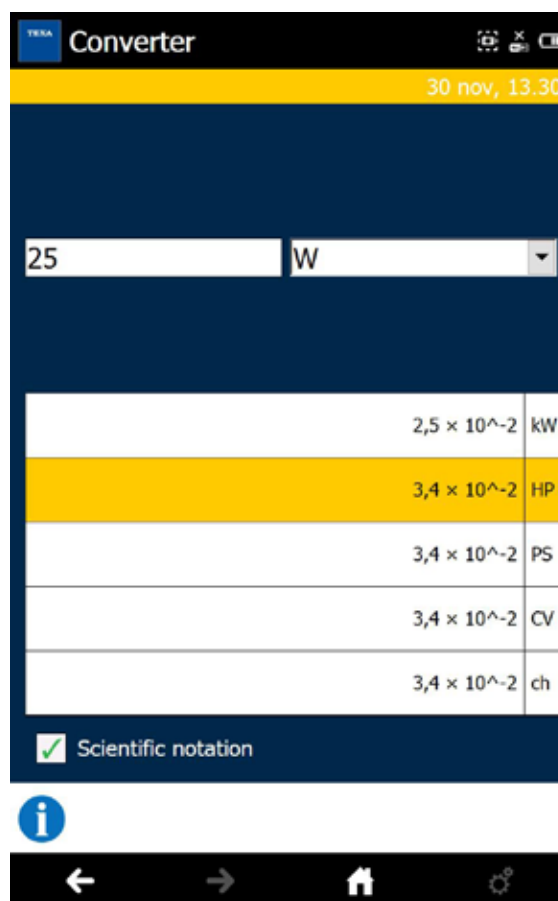 TEXA Converter
30 nov, 13.30
25 W
2,5 × 10^-2 kW
3,4 × 10^-2 HP
3,4 × 10^-2 PS
3,4 × 10^-2 CV
3,4 × 10^-2 ch
Scientific notation